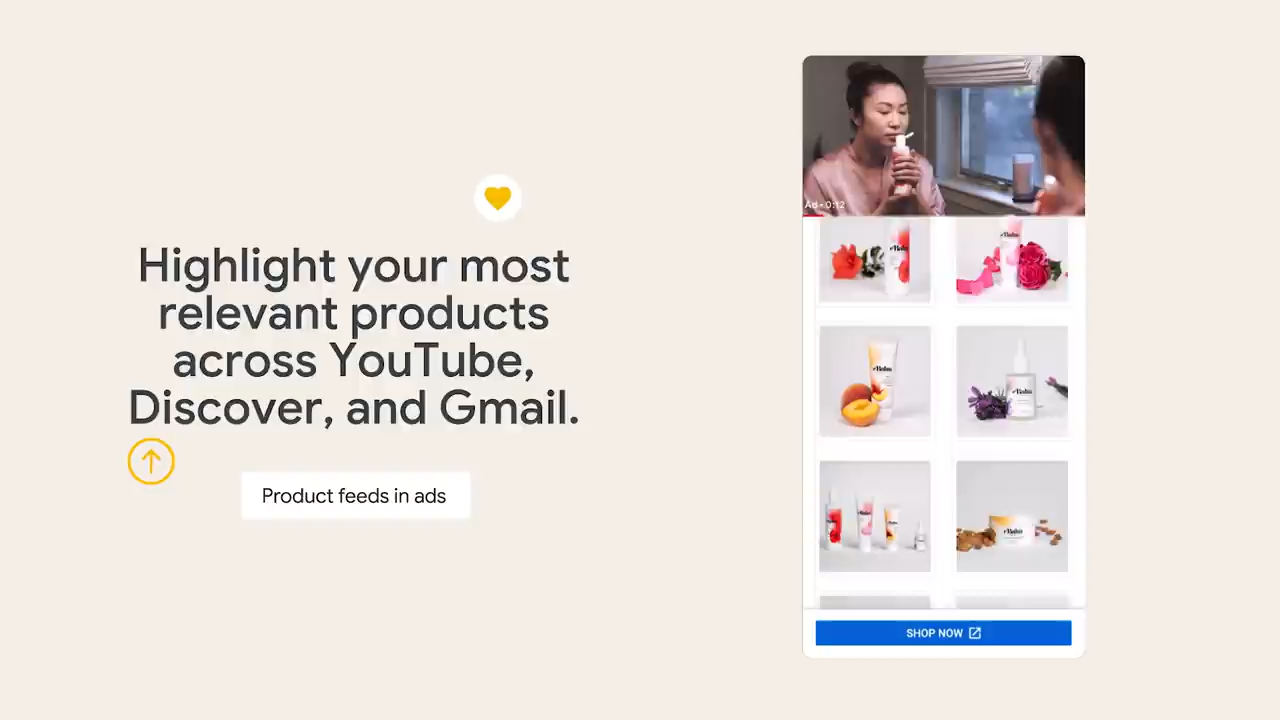 Highlight your most
relevant products
across YouTube,
Discover, and Gmail.
Product feeds in ads
Ad • 0:12
SHOP NOW